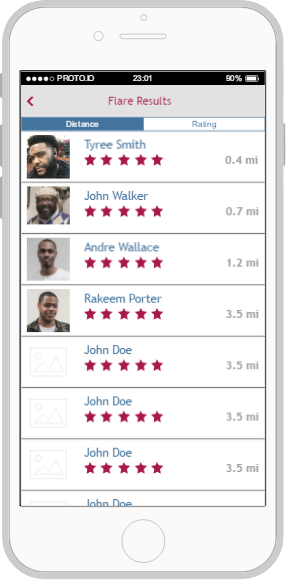 PROTO.IO 23:01 90%
Flare Results
Distance Rating
Tyree Smith
0.4 mi
John Walker
0.7 mi
Andre Wallace
1.2 mi
Rakeem Porter
3.5 mi
John Doe
3.5 mi
John Doe
3.5 mi
John Doe
3.5 mi
John Doe